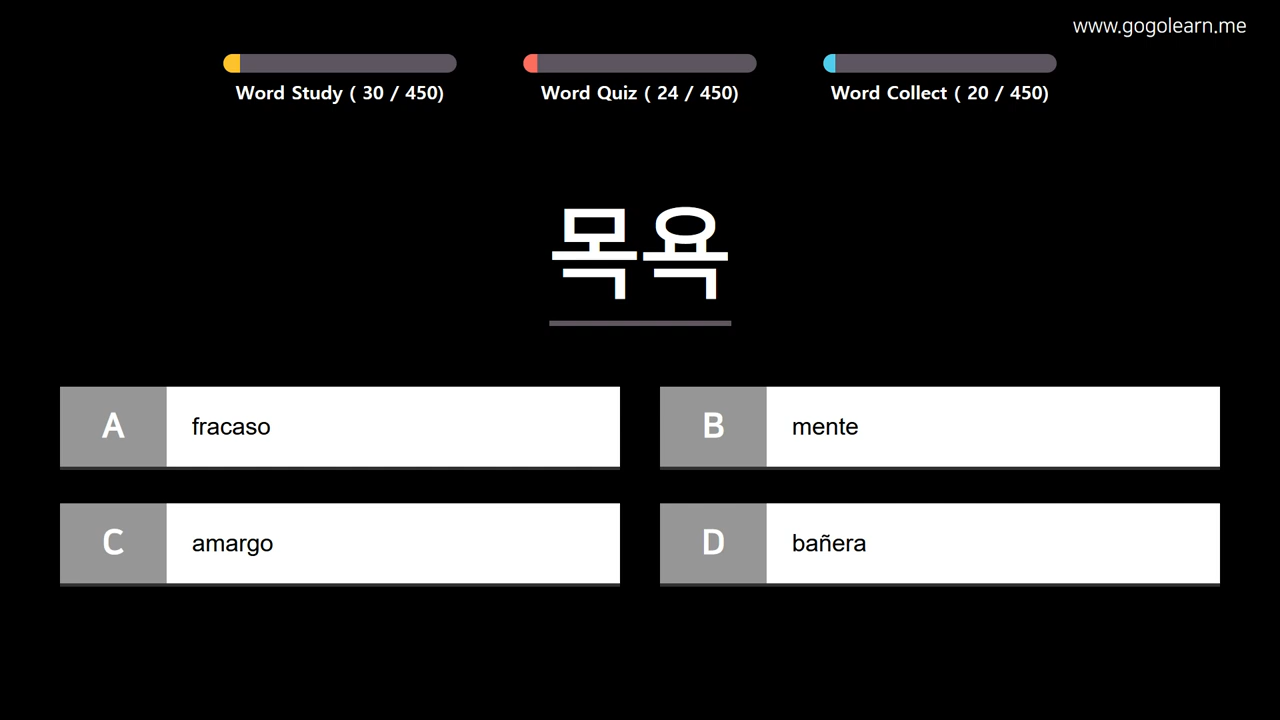 www.gogolearn.me
Word Study ( 30 / 450)
Word Quiz ( 24 / 450)
Word Collect ( 20 / 450)
목욕
A fracaso
B mente
C amargo
D bañera